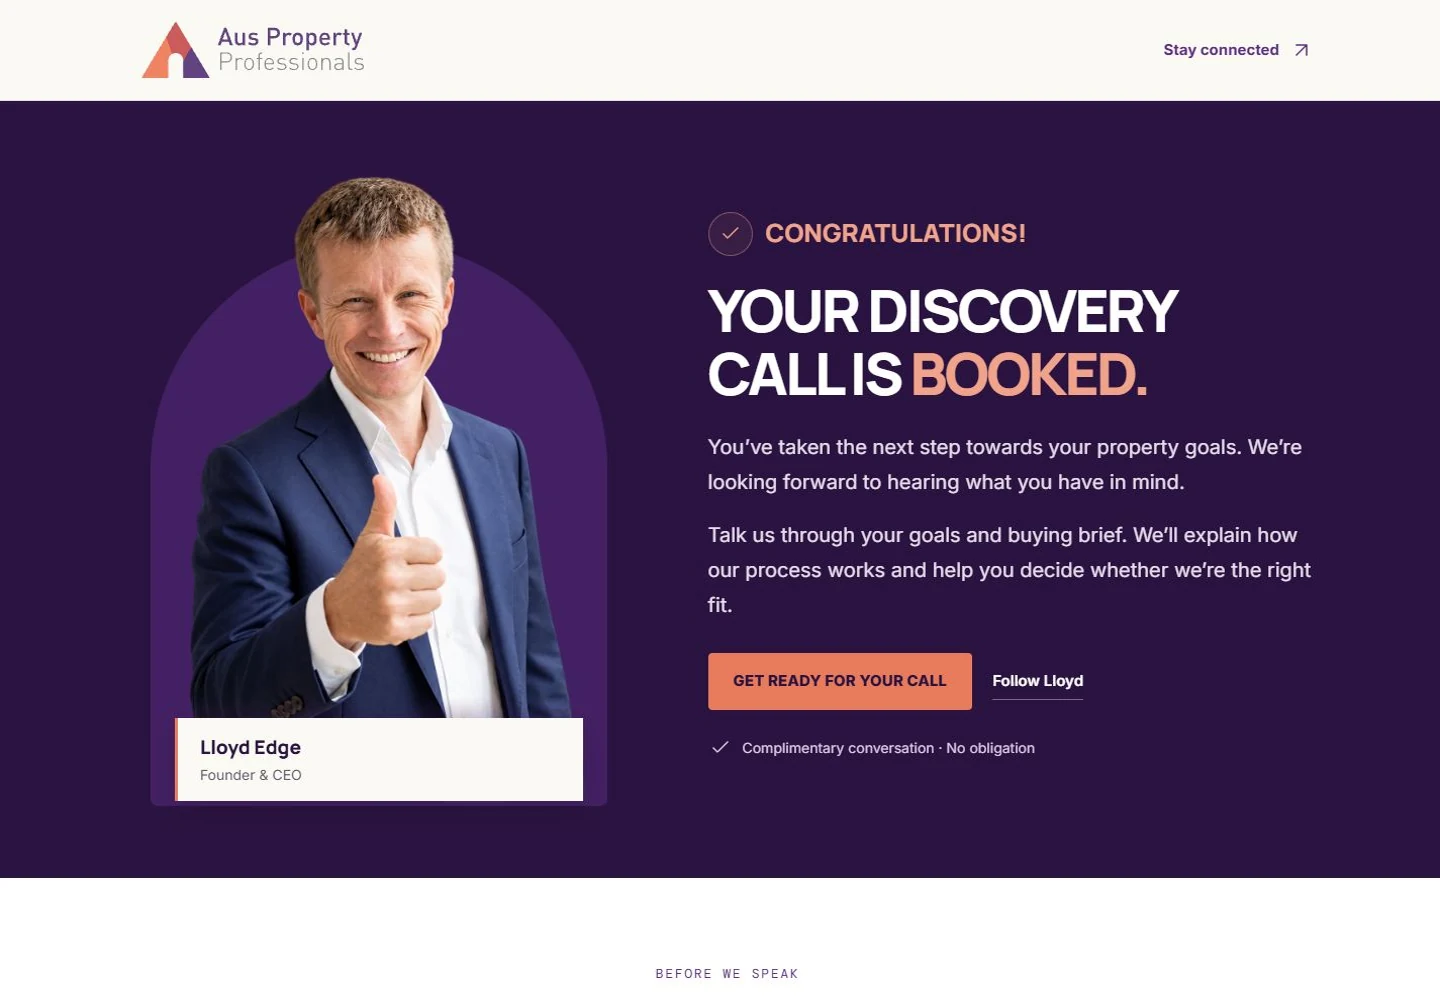 Aus Property
Professionals
Stay connected
CONGRATULATIONS!
YOUR DISCOVERY
CALL IS BOOKED.
You’ve taken the next step towards your property goals. We’re
looking forward to hearing what you have in mind.
Talk us through your goals and buying brief. We’ll explain how
our process works and help you decide whether we’re the right
fit.
GET READY FOR YOUR CALL
Follow Lloyd
Complimentary conversation · No obligation
Lloyd Edge
Founder & CEO
BEFORE WE SPEAK